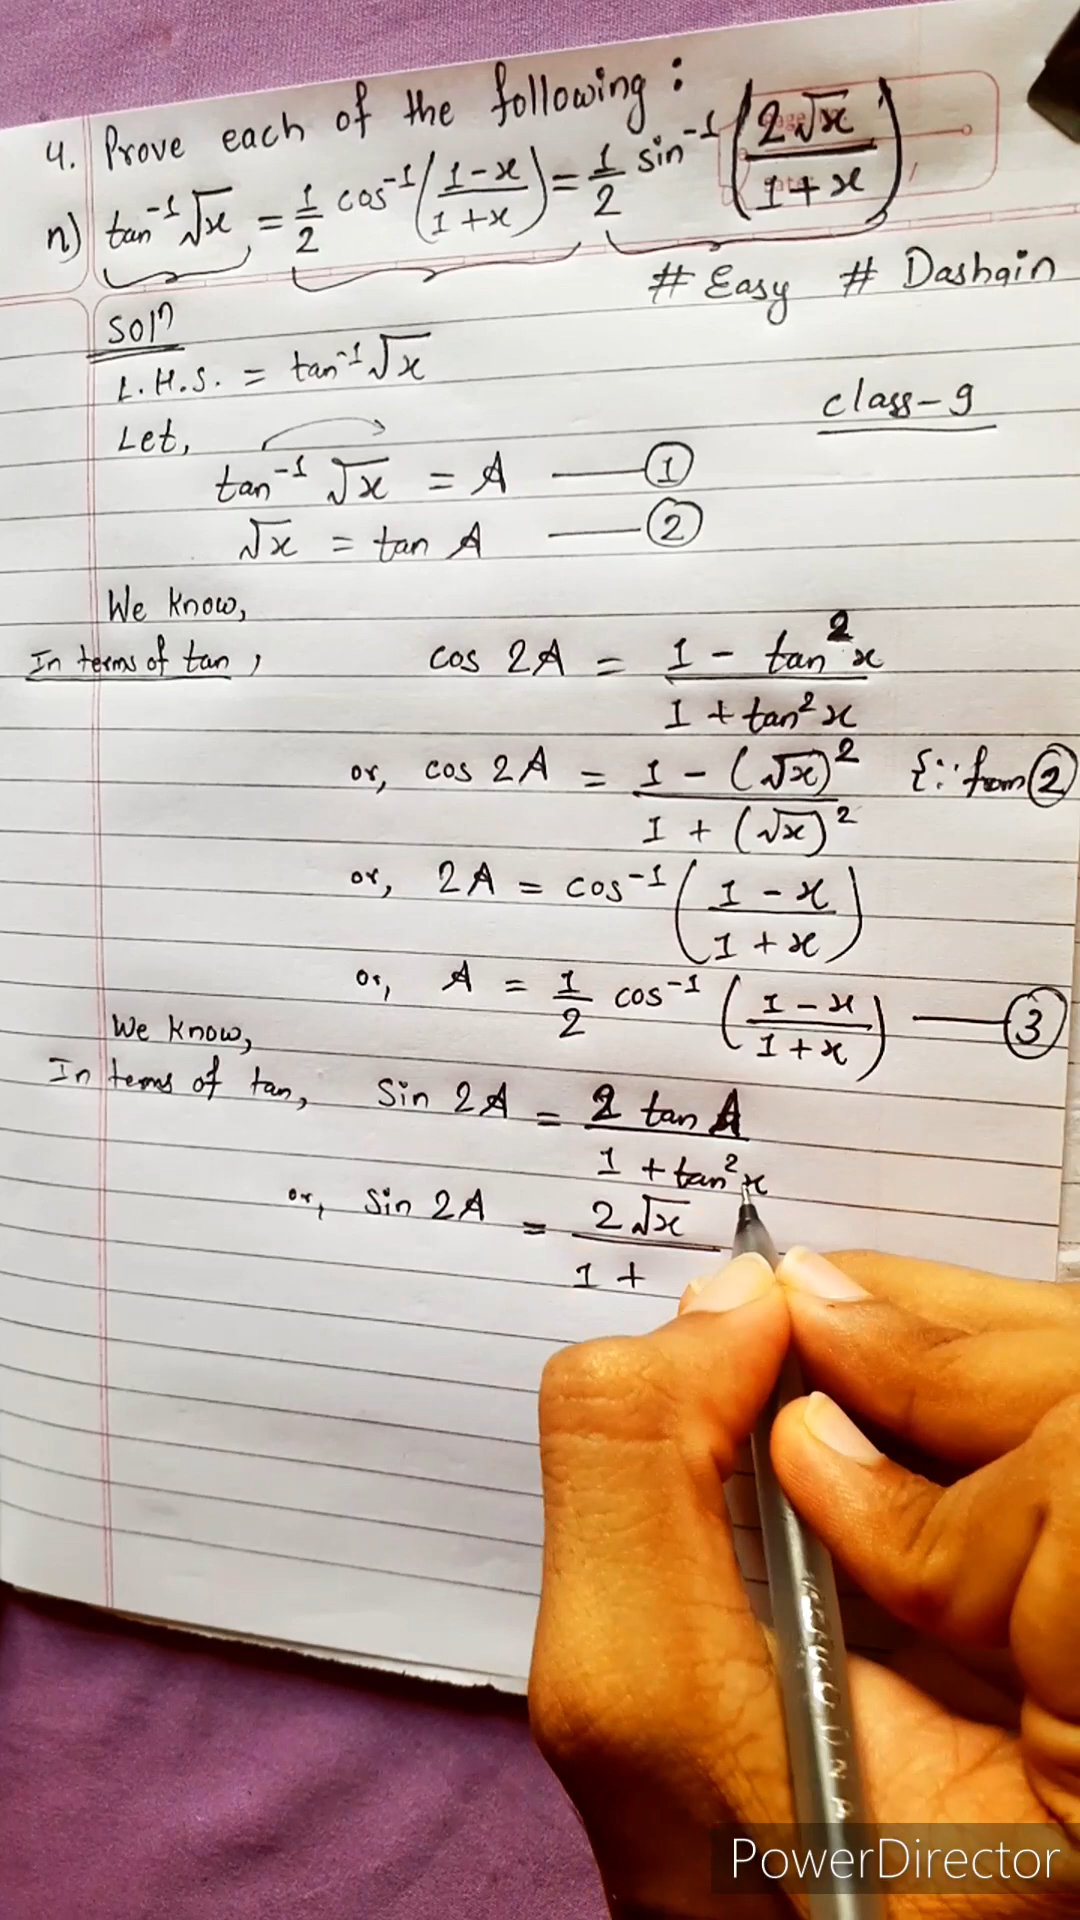 4. Prove each of the following :
n) tan⁻¹√x = 1/2 cos⁻¹(1-x/1+x) = 1/2 sin⁻¹(2√x/1+x)
# Easy # Dashain
Solⁿ
L.H.S. = tan⁻¹√x
class-9
Let,
tan⁻¹ √x = A —— ①
√x = tan A —— ②
We know,
In terms of tan, cos 2A = 1 - tan²x / 1 + tan²x
or, cos 2A = 1 - (√x)² / 1 + (√x)² {∵ from ②
or, 2A = cos⁻¹(1 - x / 1 + x)
or, A = 1/2 cos⁻¹(1 - x / 1 + x) —— ③
We know,
In terms of tan, Sin 2A = 2 tan A / 1 + tan²x
or, Sin 2A = 2√x / 1 +
PowerDirector